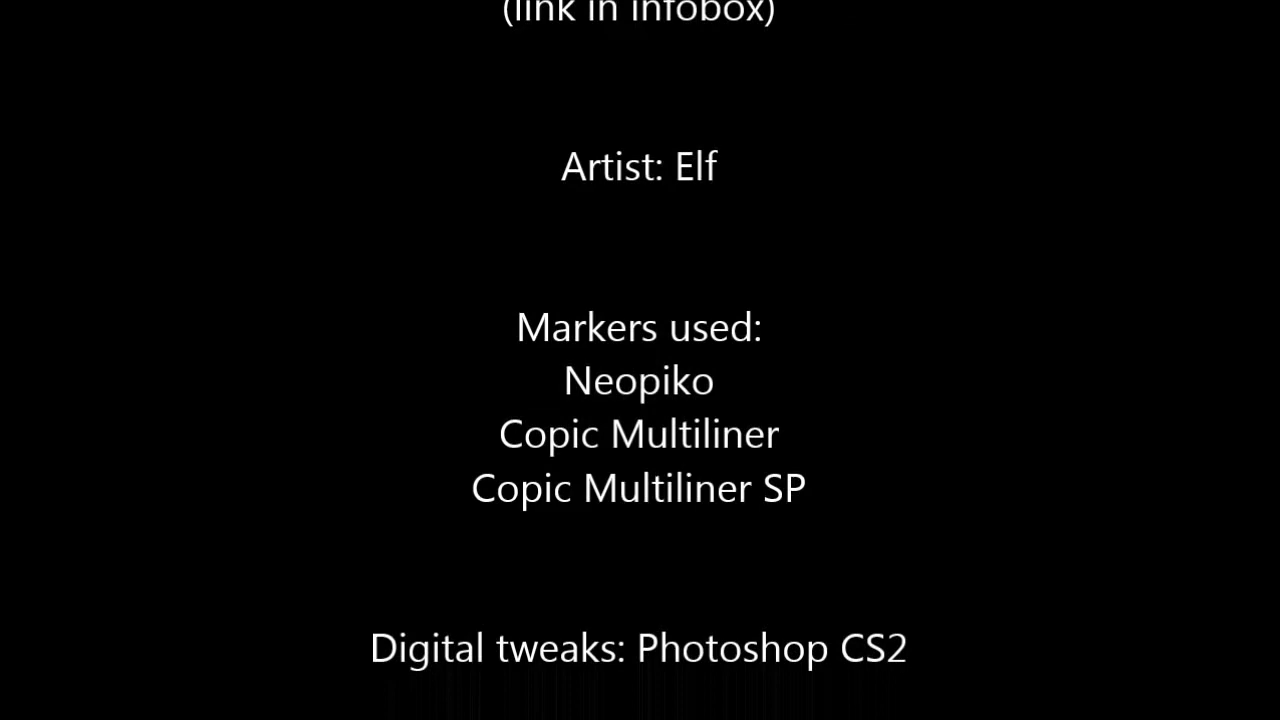 (link in infobox)
Artist: Elf
Markers used:
Neopiko
Copic Multiliner
Copic Multiliner SP
Digital tweaks: Photoshop CS2